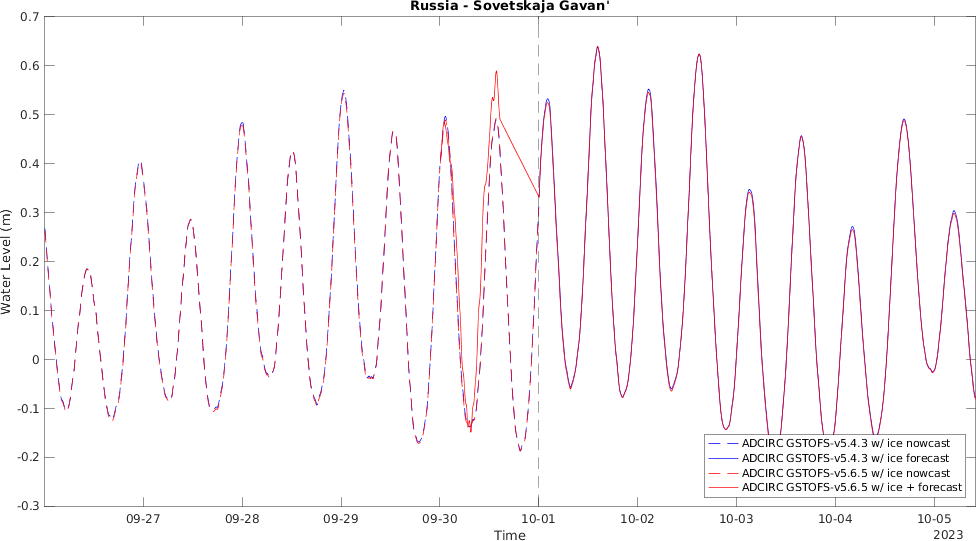 Russia - Sovetskaja Gavan'
0.7
0.6
0.5
0.4
0.3
0.2
0.1
0
-0.1
-0.2
-0.3
Water Level (m)
ADCIRC GSTOFS-v5.4.3 w/ ice nowcast
ADCIRC GSTOFS-v5.4.3 w/ ice forecast
ADCIRC GSTOFS-v5.6.5 w/ ice nowcast
ADCIRC GSTOFS-v5.6.5 w/ ice + forecast
09-27 09-28 09-29 09-30 10-01 10-02 10-03 10-04 10-05
Time
2023